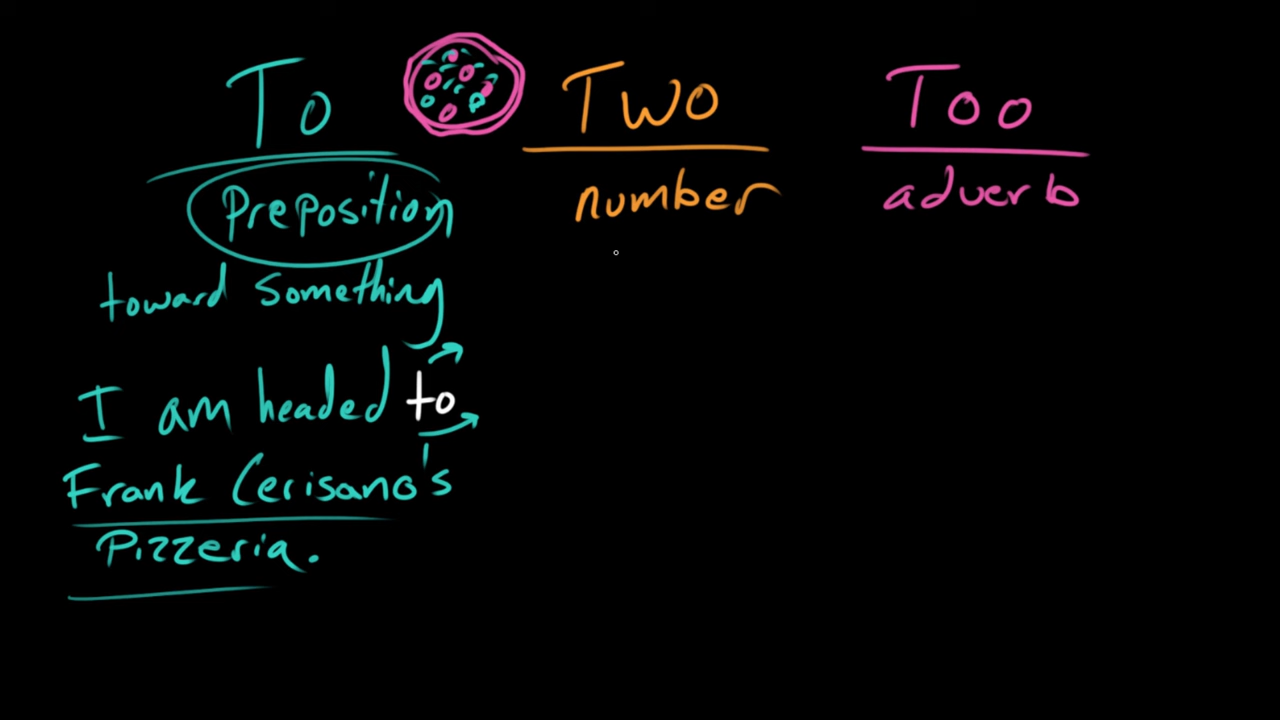 To
Two
Too
Preposition
number
adverb
toward something
I am headed to
Frank Cerisano's
Pizzeria.